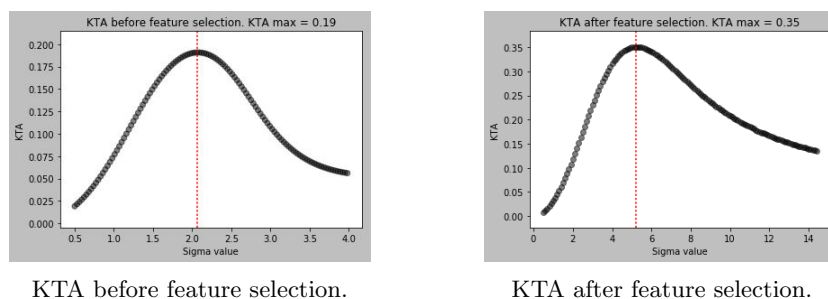 KTA before feature selection. KTA max = 0.19
0.200
0.175
0.150
0.125
0.100
0.075
0.050
0.025
0.000
KTA
0.5 1.0 1.5 2.0 2.5 3.0 3.5 4.0
Sigma value
KTA before feature selection.
KTA after feature selection. KTA max = 0.35
0.35
0.30
0.25
0.20
0.15
0.10
0.05
0.00
KTA
0 2 4 6 8 10 12 14
Sigma value
KTA after feature selection.